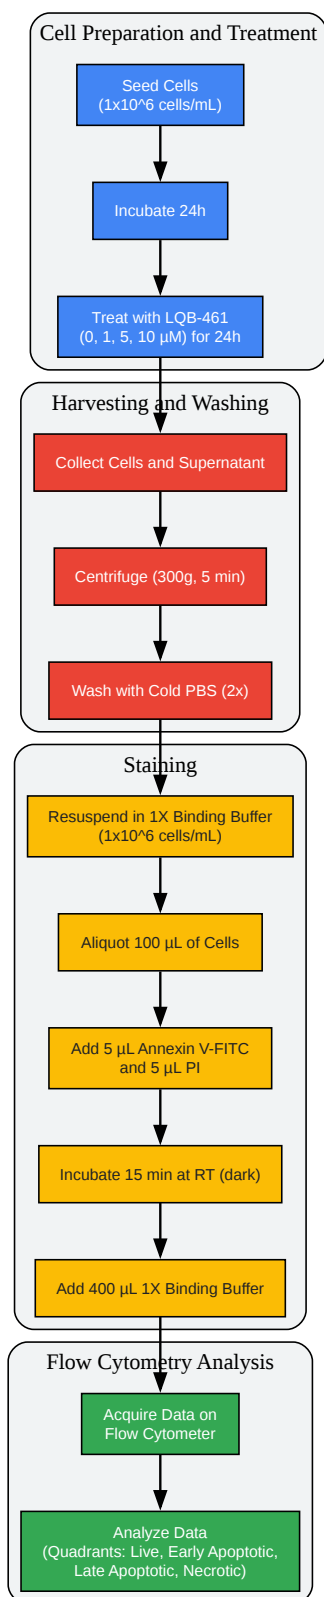 Cell Preparation and Treatment
Seed Cells
(1x10^6 cells/mL)
Incubate 24h
Treat with LQB-461
(0, 1, 5, 10 µM) for 24h
Harvesting and Washing
Collect Cells and Supernatant
Centrifuge (300g, 5 min)
Wash with Cold PBS (2x)
Staining
Resuspend in 1X Binding Buffer
(1x10^6 cells/mL)
Aliquot 100 µL of Cells
Add 5 µL Annexin V-FITC
and 5 µL PI
Incubate 15 min at RT (dark)
Add 400 µL 1X Binding Buffer
Flow Cytometry Analysis
Acquire Data on
Flow Cytometer
Analyze Data
(Quadrants: Live, Early Apoptotic,
Late Apoptotic, Necrotic)